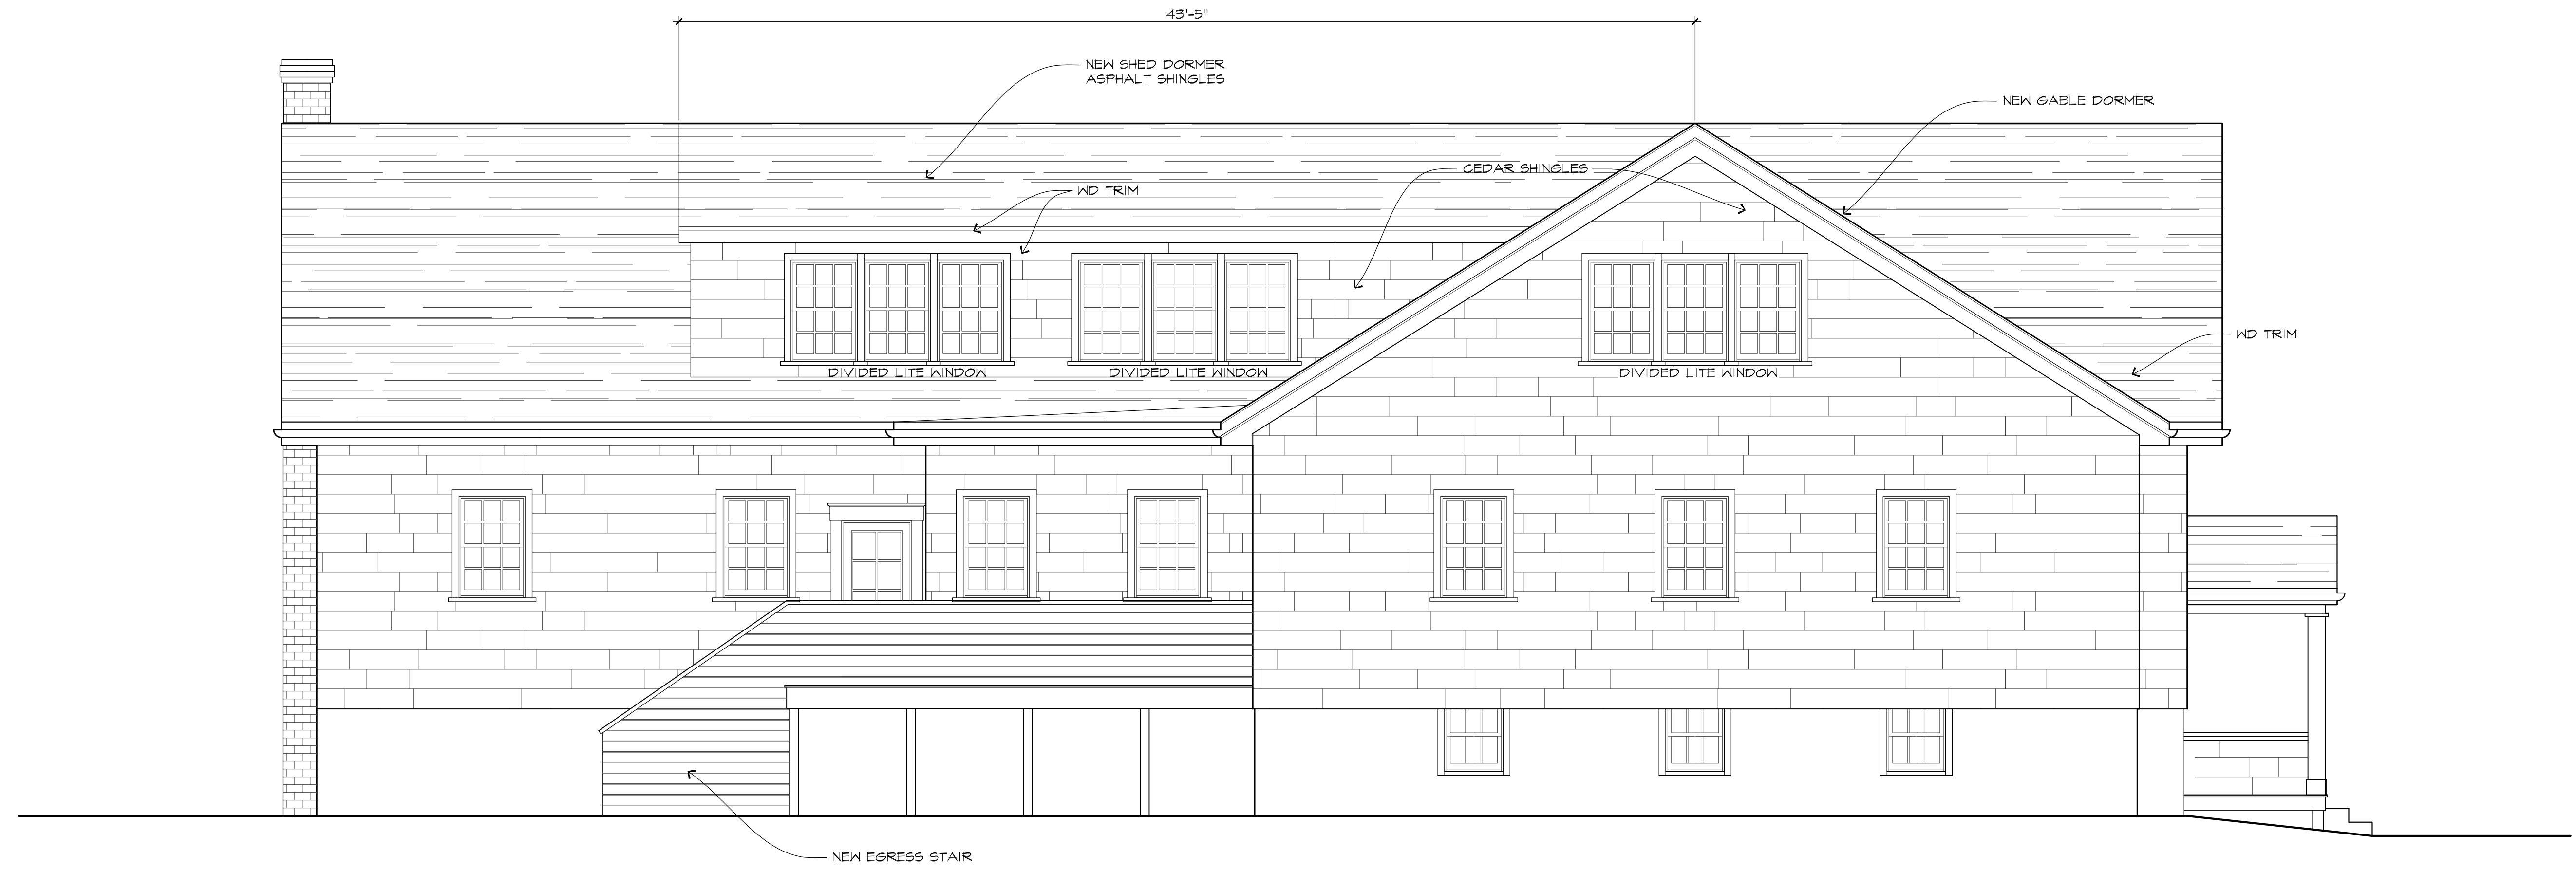 43'-5"
NEW SHED DORMER
ASPHALT SHINGLES
NEW GABLE DORMER
CEDAR SHINGLES
WD TRIM
WD TRIM
DIVIDED LITE WINDOW
DIVIDED LITE WINDOW
DIVIDED LITE WINDOW
NEW EGRESS STAIR